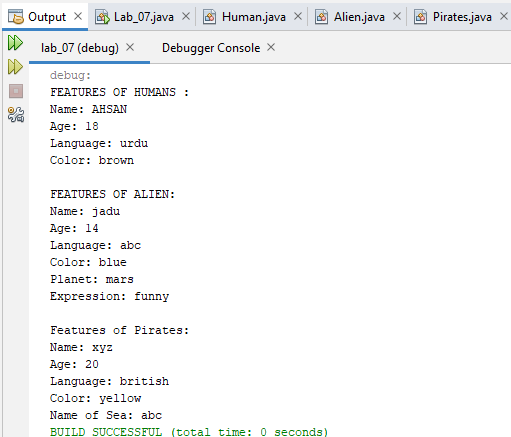 Output Lab_07.java Human.java Alien.java Pirates.java
lab_07 (debug) Debugger Console
debug:
FEATURES OF HUMANS :
Name: AHSAN
Age: 18
Language: urdu
Color: brown
FEATURES OF ALIEN:
Name: jadu
Age: 14
Language: abc
Color: blue
Planet: mars
Expression: funny
Features of Pirates:
Name: xyz
Age: 20
Language: british
Color: yellow
Name of Sea: abc
BUILD SUCCESSFUL (total time: 0 seconds)